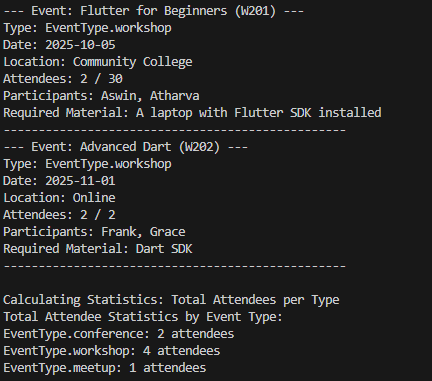 --- Event: Flutter for Beginners (W201) ---
Type: EventType.workshop
Date: 2025-10-05
Location: Community College
Attendees: 2 / 30
Participants: Aswin, Atharva
Required Material: A laptop with Flutter SDK installed
----------------------------------------------
--- Event: Advanced Dart (W202) ---
Type: EventType.workshop
Date: 2025-11-01
Location: Online
Attendees: 2 / 2
Participants: Frank, Grace
Required Material: Dart SDK
----------------------------------------------
Calculating Statistics: Total Attendees per Type
Total Attendee Statistics by Event Type:
EventType.conference: 2 attendees
EventType.workshop: 4 attendees
EventType.meetup: 1 attendees